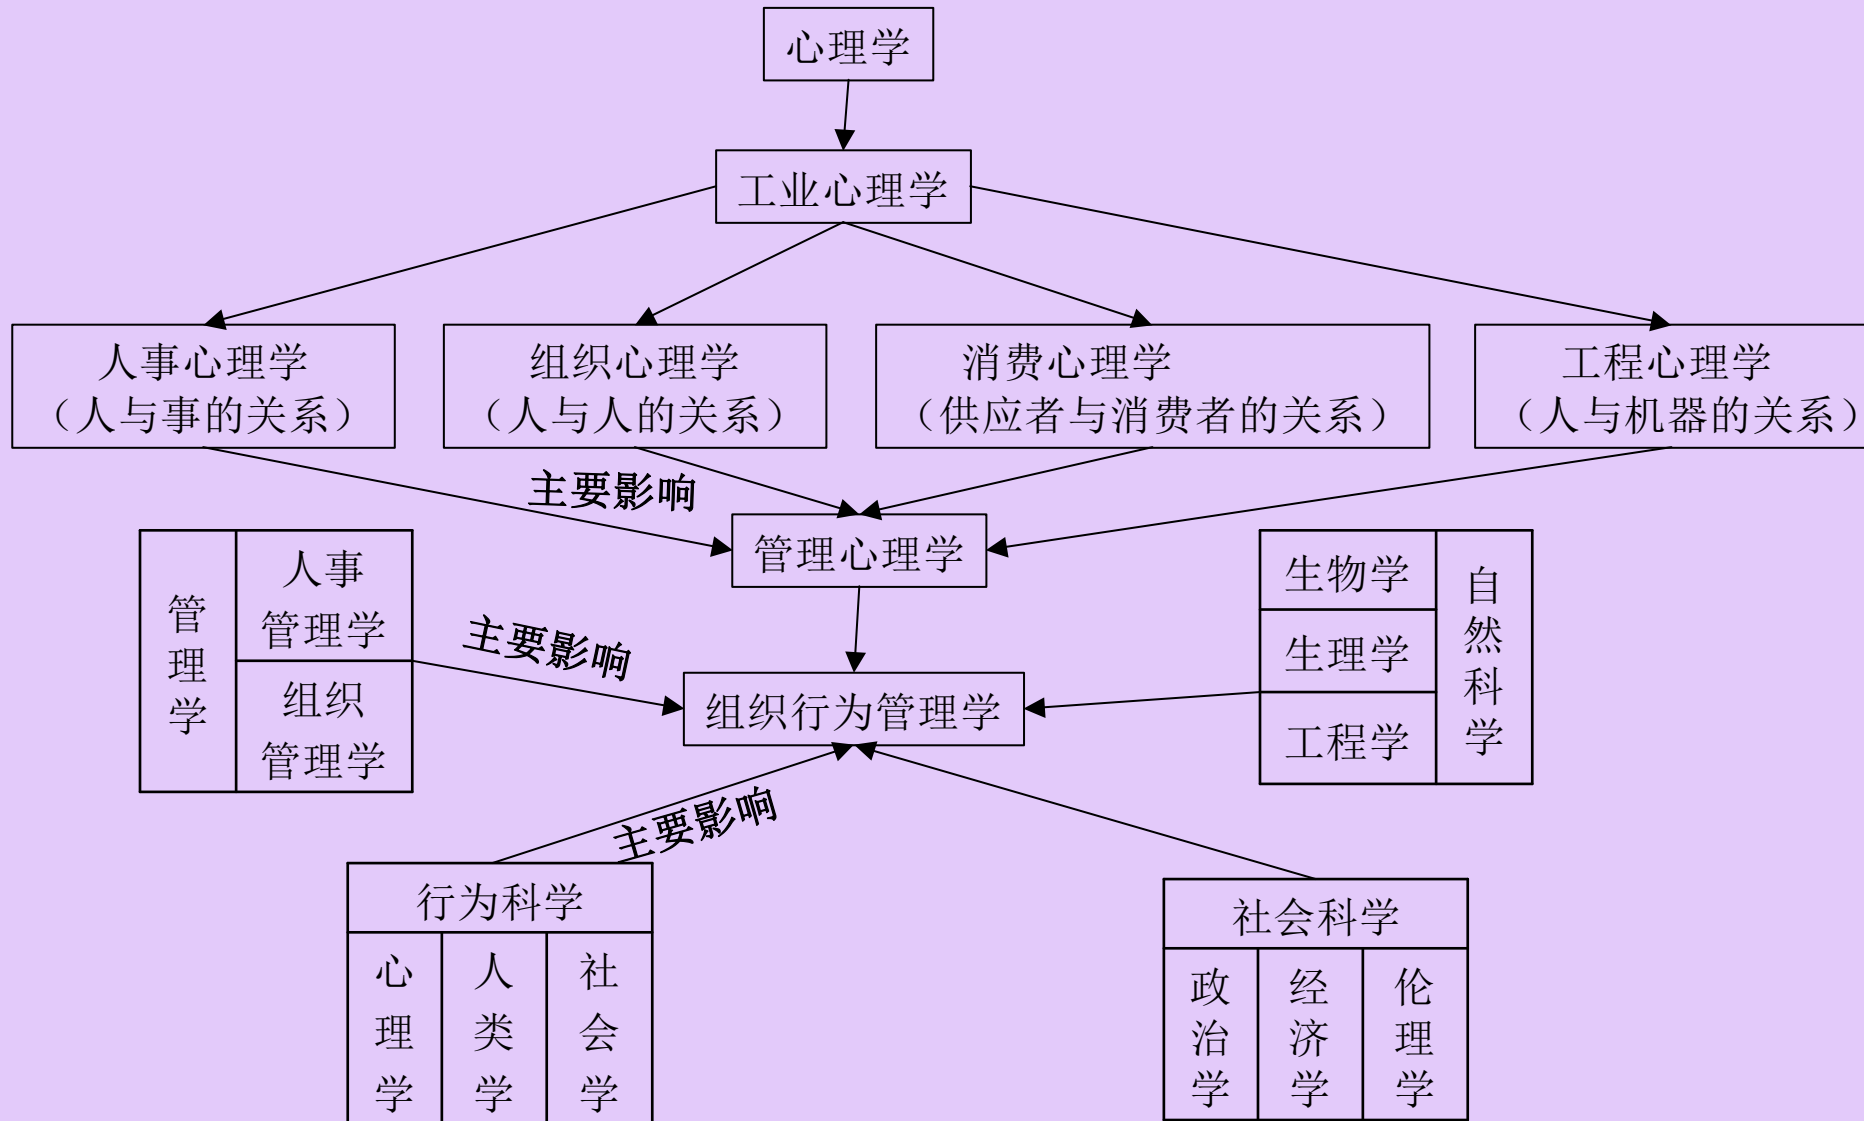 心理学
工业心理学
人事心理学
（人与事的关系）
组织心理学
（人与人的关系）
消费心理学
（供应者与消费者的关系）
工程心理学
（人与机器的关系）
主要影响
管理心理学
管理学
人事
管理学
组织
管理学
主要影响
组织行为管理学
生物学
生理学
工程学
自然科学
主要影响
行为科学
心理学
人类学
社会学
社会科学
政治学
经济学
伦理学